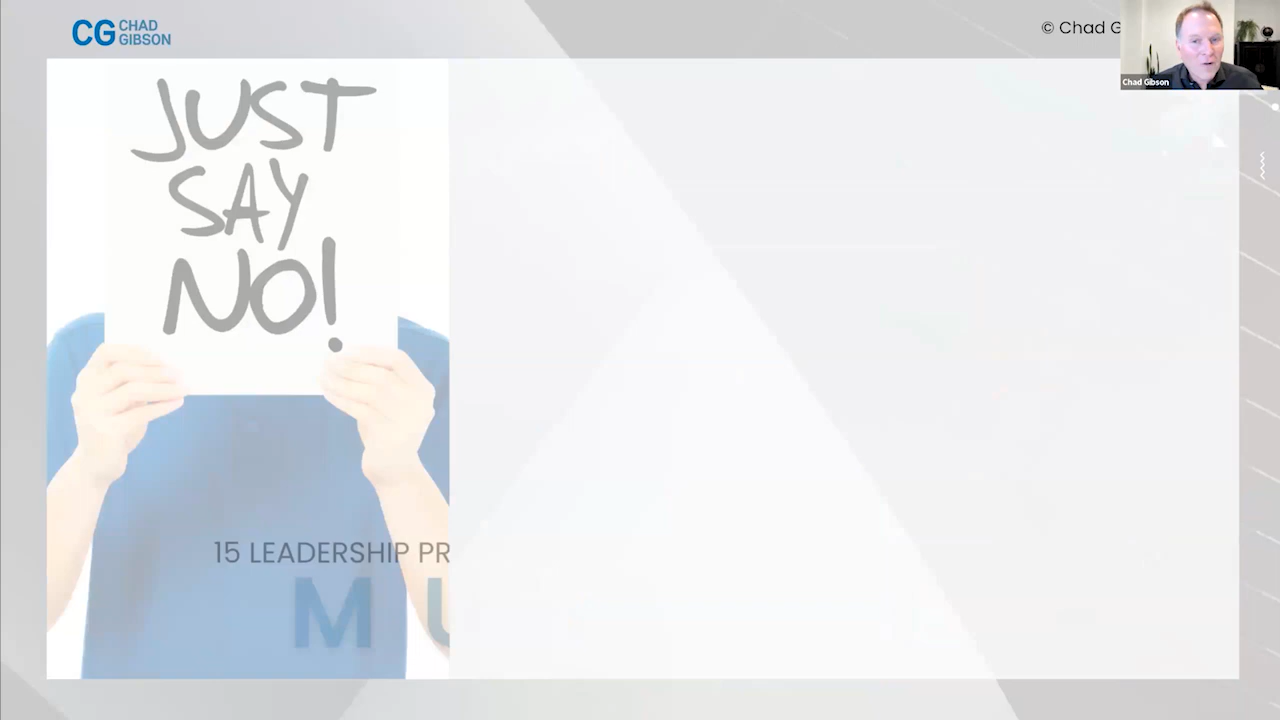 CG CHAD
GIBSON
© Chad G
Chad Gibson
JUST
SAY
NO!
15 LEADERSHIP PR
M U